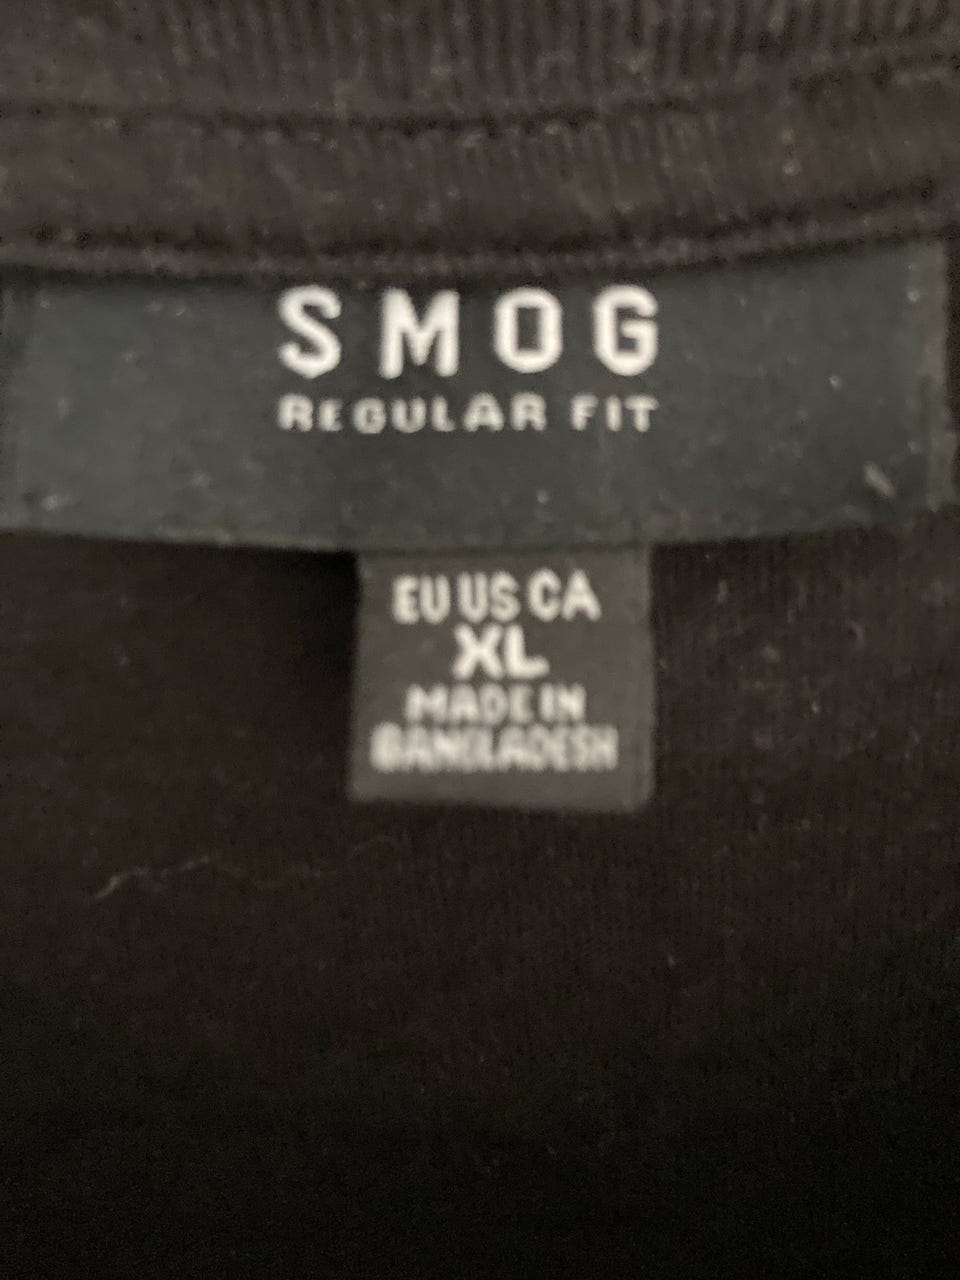 SMOG
REGULAR FIT
EU US CA
XL
MADE IN
BANGLADESH